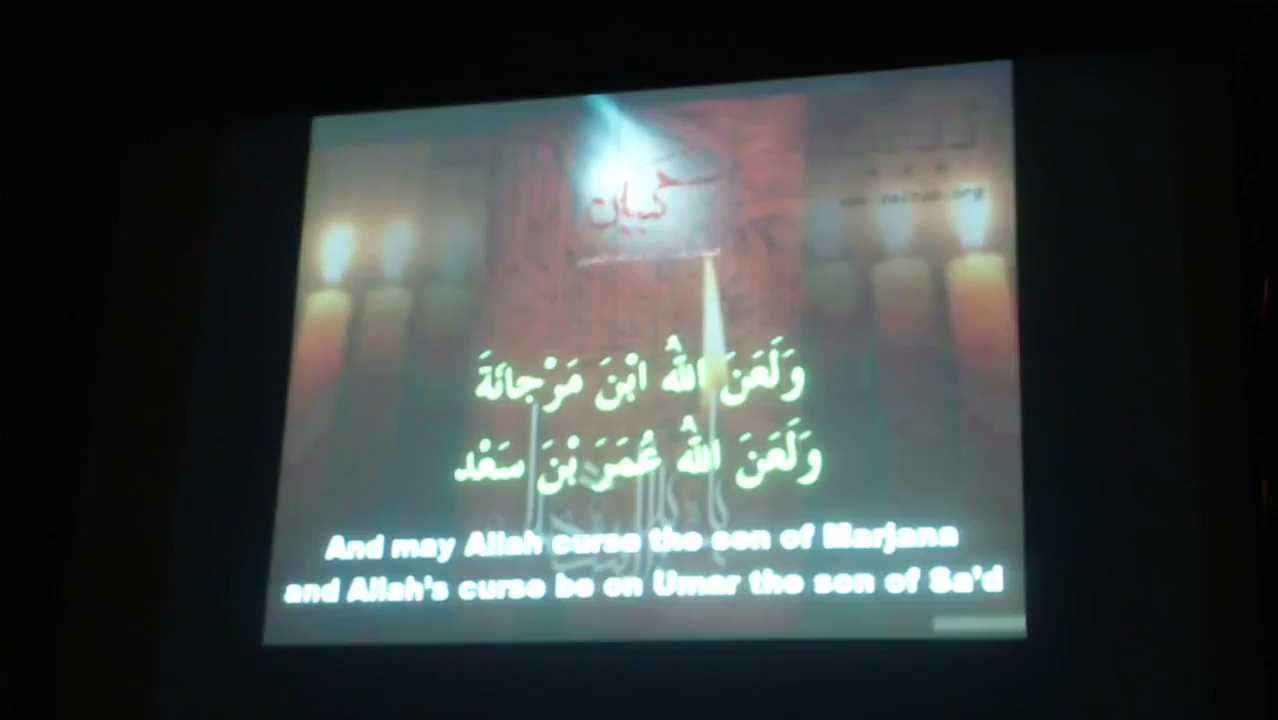 وَلَعَنَ اللهُ ابْنَ مَرْجانَةَ
وَلَعَنَ اللهُ عُمَرَ بْنَ سَعْد
And may Allah curse the son of Marjana
and Allah's curse be on Umar the son of Sa'd